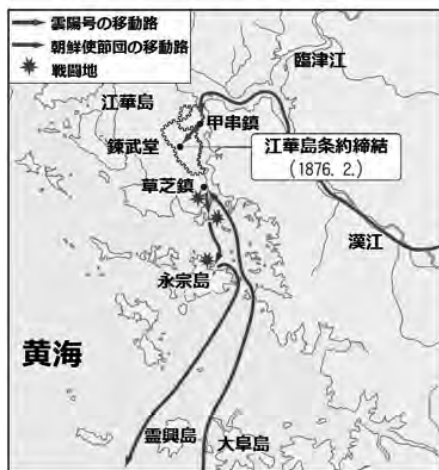 雲陽号の移動路
朝鮮使節団の移動路
戦闘地
臨津江
江華島
甲串鎮
鍊武堂
江華島条約締結
(1876. 2.)
草芝鎮
漢江
永宗島
黄海
霊興島
大阜島